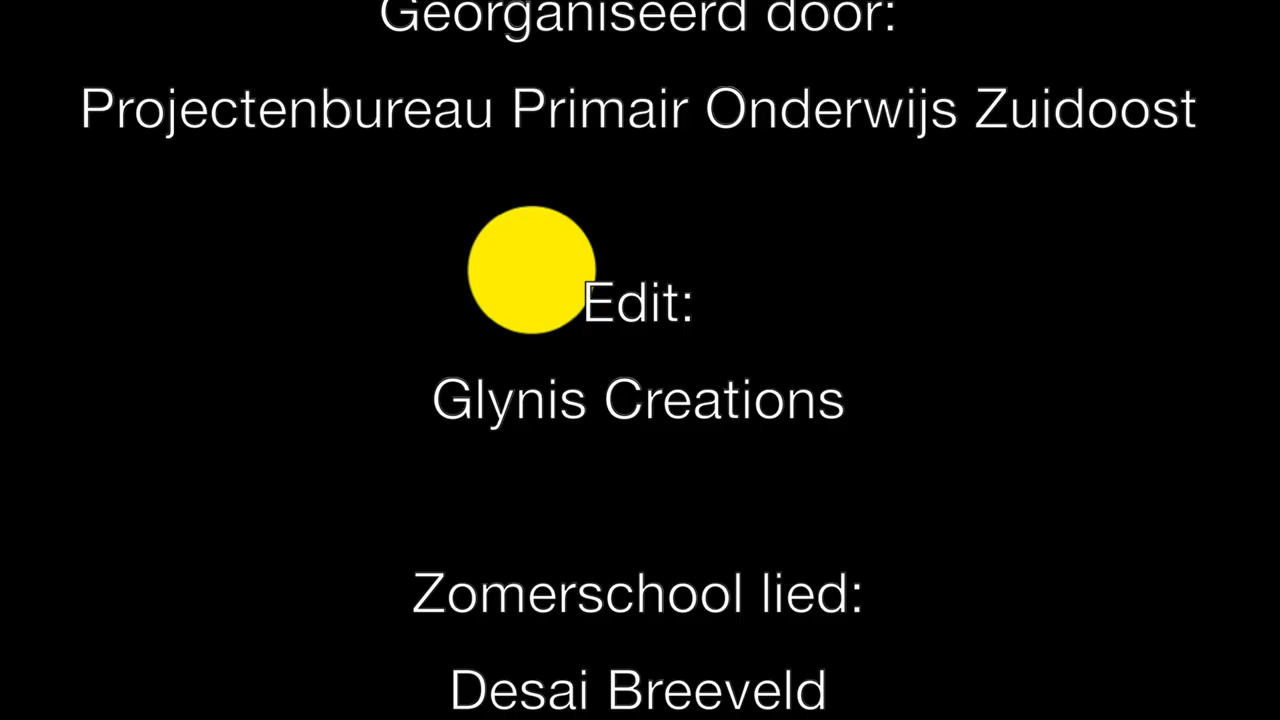 Georganiseerd door:
Projectenbureau Primair Onderwijs Zuidoost
Edit:
Glynis Creations
Zomerschool lied:
Desai Breeveld